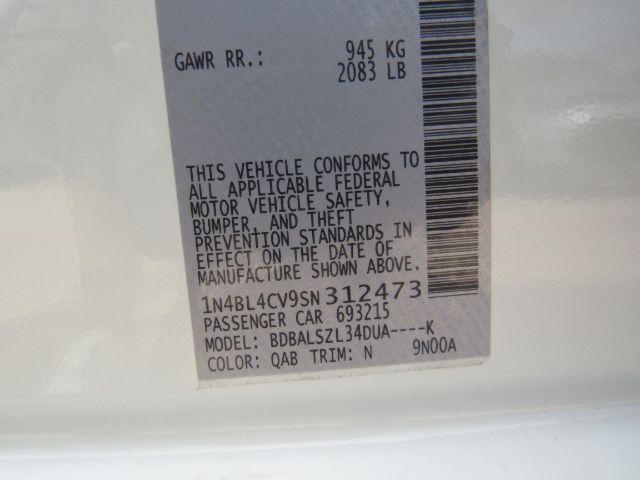 GAWR RR.: 945 KG
2083 LB
THIS VEHICLE CONFORMS TO
ALL APPLICABLE FEDERAL
MOTOR VEHICLE SAFETY,
BUMPER, AND THEFT
PREVENTION STANDARDS IN
EFFECT ON THE DATE OF
MANUFACTURE SHOWN ABOVE.
1N4BL4CV9SN312473
PASSENGER CAR 693215
MODEL: BDBALSZL34DUA----K
COLOR: QAB TRIM: N 9N00A